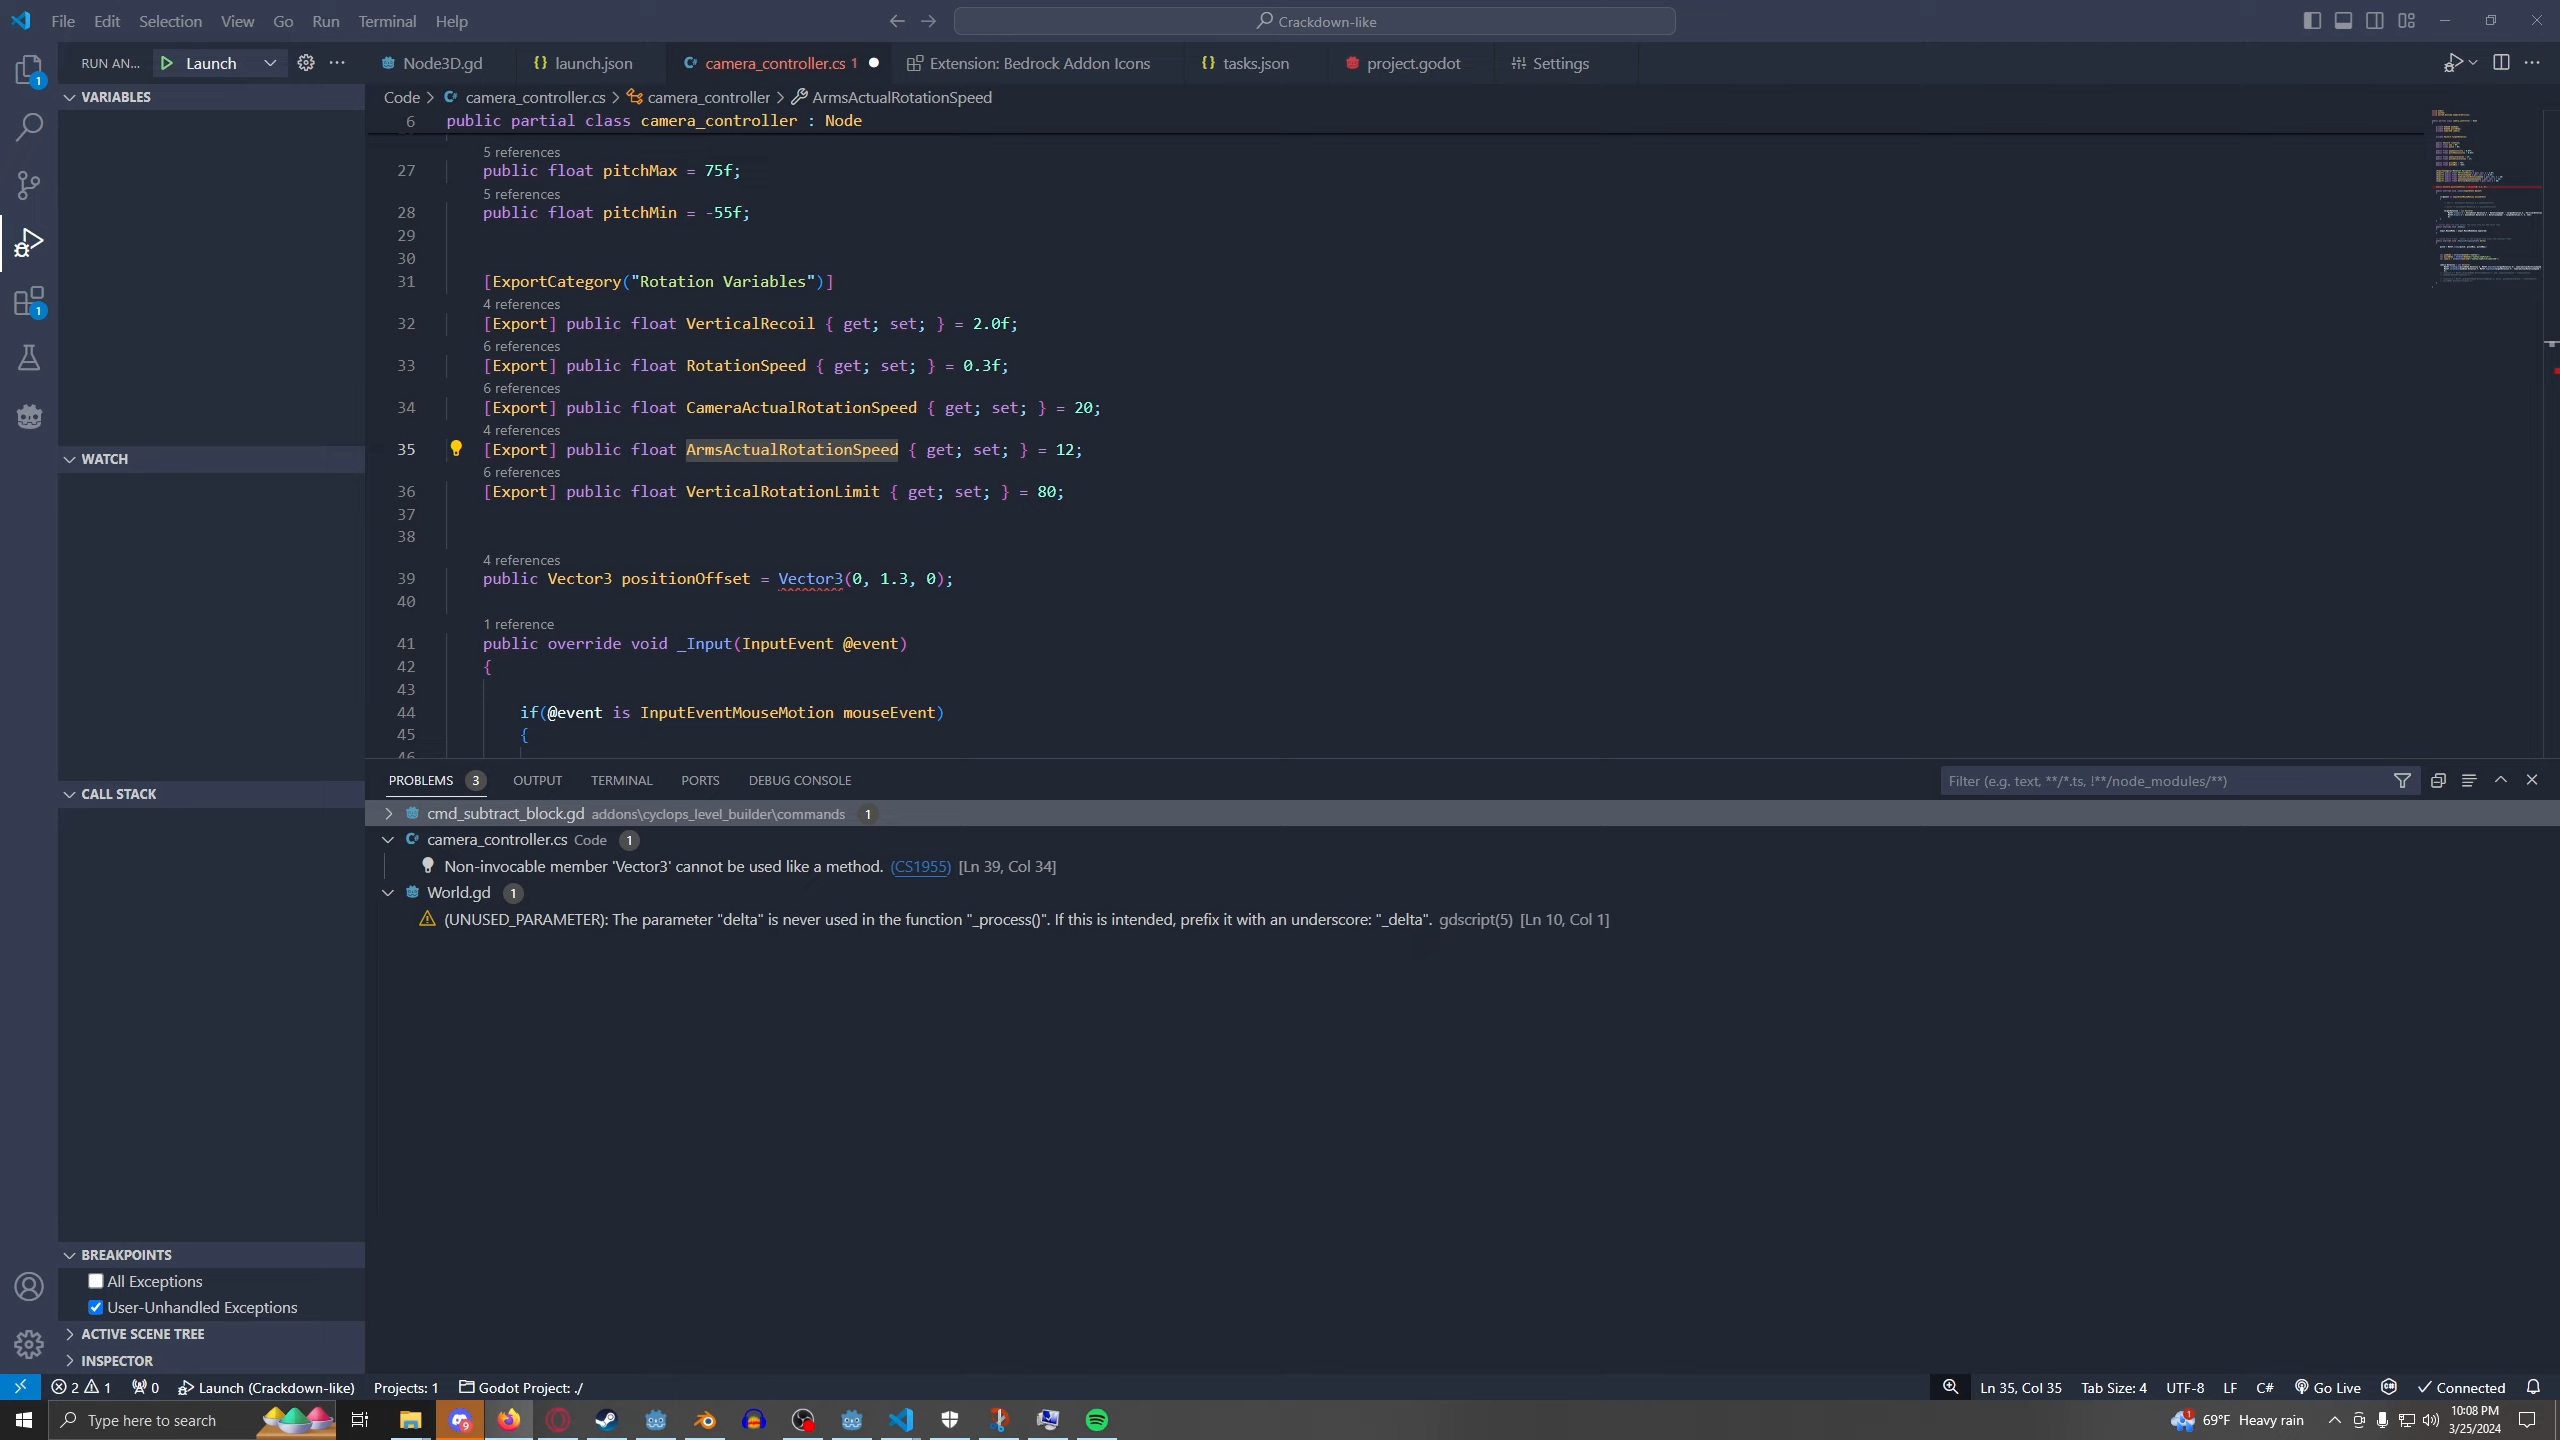 File Edit Selection View Go Run Terminal Help
Crackdown-like
RUN AN... Launch
Node3D.gd
launch.json
camera_controller.cs 1
Extension: Bedrock Addon Icons
tasks.json
project.godot
Settings
VARIABLES
Code > camera_controller.cs > camera_controller > ArmsActualRotationSpeed
6 public partial class camera_controller : Node
5 references
27 public float pitchMax = 75f;
5 references
28 public float pitchMin = -55f;
29
30
31 [ExportCategory("Rotation Variables")]
4 references
32 [Export] public float VerticalRecoil { get; set; } = 2.0f;
6 references
33 [Export] public float RotationSpeed { get; set; } = 0.3f;
6 references
34 [Export] public float CameraActualRotationSpeed { get; set; } = 20;
4 references
35 [Export] public float ArmsActualRotationSpeed { get; set; } = 12;
6 references
36 [Export] public float VerticalRotationLimit { get; set; } = 80;
37
38
4 references
39 public Vector3 positionOffset = Vector3(0, 1.3, 0);
40
1 reference
41 public override void _Input(InputEvent @event)
42 {
43
44 if(@event is InputEventMouseMotion mouseEvent)
45 {
46
WATCH
CALL STACK
BREAKPOINTS
All Exceptions
User-Unhandled Exceptions
ACTIVE SCENE TREE
INSPECTOR
PROBLEMS 3 OUTPUT TERMINAL PORTS DEBUG CONSOLE
Filter (e.g. text, **/*.ts, !**/node_modules/**)
cmd_subtract_block.gd addons\cyclops_level_builder\commands 1
camera_controller.cs Code 1
Non-invocable member 'Vector3' cannot be used like a method. (CS1955) [Ln 39, Col 34]
World.gd 1
(UNUSED_PARAMETER): The parameter "delta" is never used in the function "_process()". If this is intended, prefix it with an underscore: "_delta". gdscript(5) [Ln 10, Col 1]
2 1 0 Launch (Crackdown-like) Projects: 1 Godot Project: ./
Ln 35, Col 35 Tab Size: 4 UTF-8 LF C# Go Live Connected
Type here to search
69°F Heavy rain
10:08 PM
3/25/2024